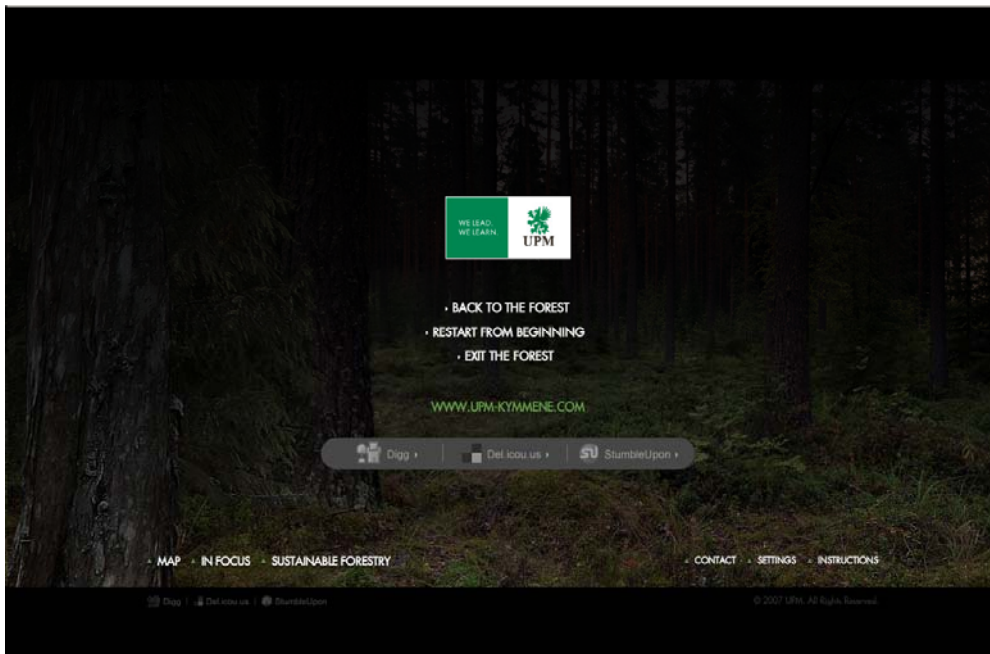 WE LEAD.
WE LEARN.
UPM
BACK TO THE FOREST
RESTART FROM BEGINNING
EXIT THE FOREST
WWW.UPM-KYMMENE.COM
Digg | Del.icou.us | StumbleUpon
MAP IN FOCUS SUSTAINABLE FORESTRY CONTACT SETTINGS INSTRUCTIONS
Digg | Del.icou.us | StumbleUpon © 2007 UPM. All Rights Reserved.